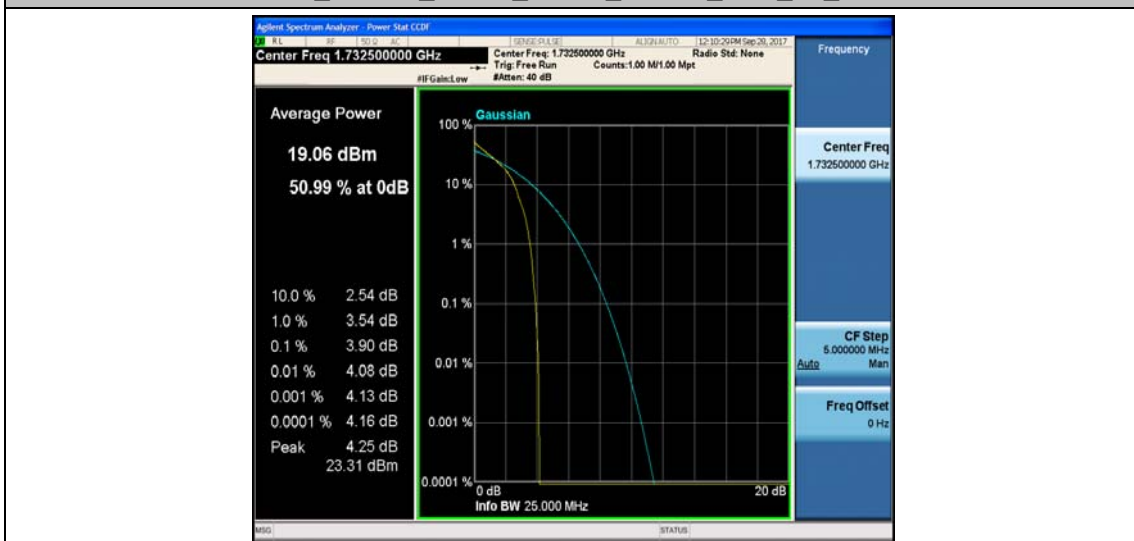 Agilent Spectrum Analyzer - Power Stat CCDF
RL RF 50 Ω AC SENSE:PULSE ALIGN AUTO 12:10:29 PM Sep 28, 2017
Center Freq 1.732500000 GHz
Center Freq: 1.732500000 GHz Radio Std: None
Trig: Free Run Counts:1.00 M/1.00 Mpt
#IFGain:Low #Atten: 40 dB
Frequency
Average Power
19.06 dBm
50.99 % at 0dB
10.0 % 2.54 dB
1.0 % 3.54 dB
0.1 % 3.90 dB
0.01 % 4.08 dB
0.001 % 4.13 dB
0.0001 % 4.16 dB
Peak 4.25 dB
23.31 dBm
Gaussian
100 %
10 %
1 %
0.1 %
0.01 %
0.001 %
0.0001 %
0 dB 20 dB
Info BW 25.000 MHz
Center Freq
1.732500000 GHz
CF Step
5.000000 MHz
Auto Man
Freq Offset
0 Hz
MSG STATUS